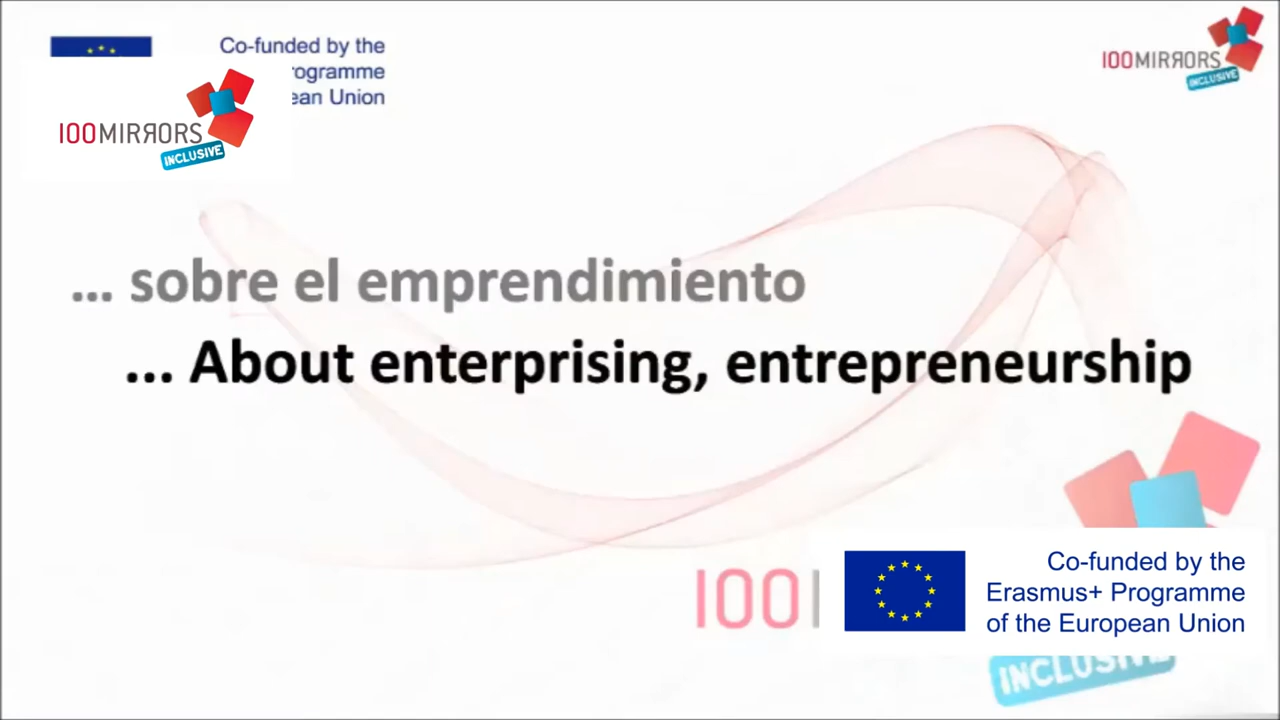 Co-funded by the
rogramme
ean Union
100MIRRORS
INCLUSIVE
100MIRRORS
INCLUSIVE
... sobre el emprendimiento
... About enterprising, entrepreneurship
100
Co-funded by the
Erasmus+ Programme
of the European Union
INCLUSIVE